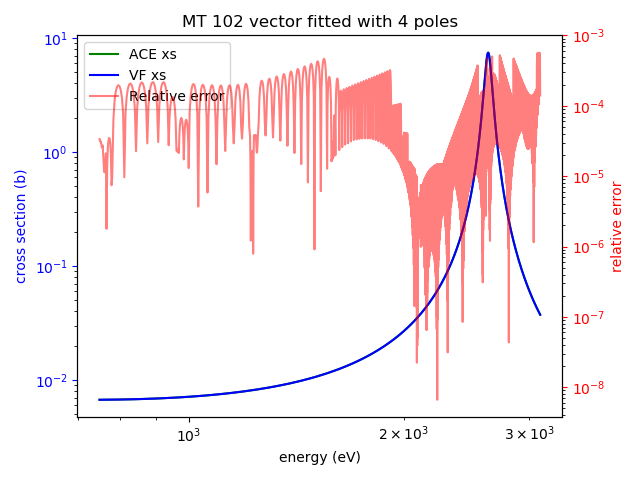 MT 102 vector fitted with 4 poles
ACE xs
VF xs
Relative error
10^1
10^0
10^-1
10^-2
cross section (b)
10^-3
10^-4
10^-5
10^-6
10^-7
10^-8
relative error
10^3
2 × 10^3
3 × 10^3
energy (eV)